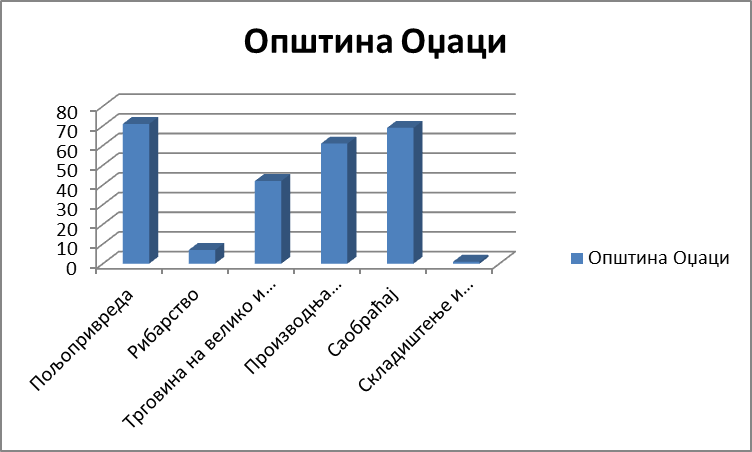 Општина Оџаци
80
70
60
50
40
30
20
10
0
Пољопривреда
Рибарство
Трговина на велико и...
Производња...
Саобраћај
Складиштење и...
Општина Оџаци